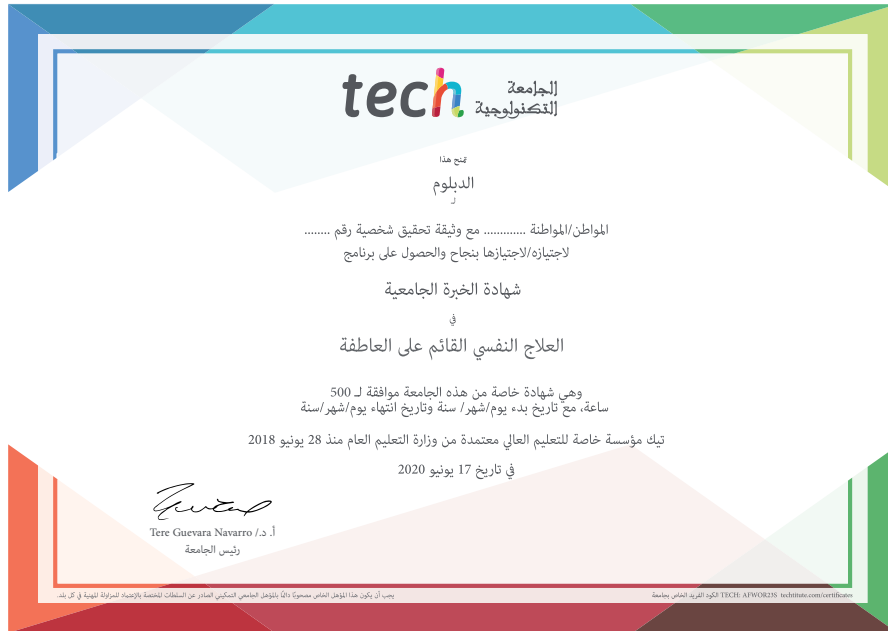 tech الجامعة
التكنولوجية
تمنح هذا
الدبلوم
لـ
المواطن/المواطنة ............. مع وثيقة تحقيق شخصية رقم ........
لاجتيازه/لاجتيازها بنجاح والحصول على برنامج
شهادة الخبرة الجامعية
في
العلاج النفسي القائم على العاطفة
وهي شهادة خاصة من هذه الجامعة موافقة لـ 500
ساعة، مع تاريخ بدء يوم/شهر/ سنة وتاريخ انتهاء يوم/شهر/سنة
تيك مؤسسة خاصة للتعليم العالي معتمدة من وزارة التعليم العام منذ 28 يونيو 2018
في تاريخ 17 يونيو 2020
أ. د./ Tere Guevara Navarro
رئيس الجامعة
يجب أن يكون هذا المؤهل الخاص مصحوبًا دائمًا بالمؤهل الجامعي التمكيني الصادر عن السلطات المختصة بالإعتماد للمزاولة المهنية في كل بلد.
الكود الفريد الخاص بجامعة TECH: AFWOR23S techtitute.com/certificates